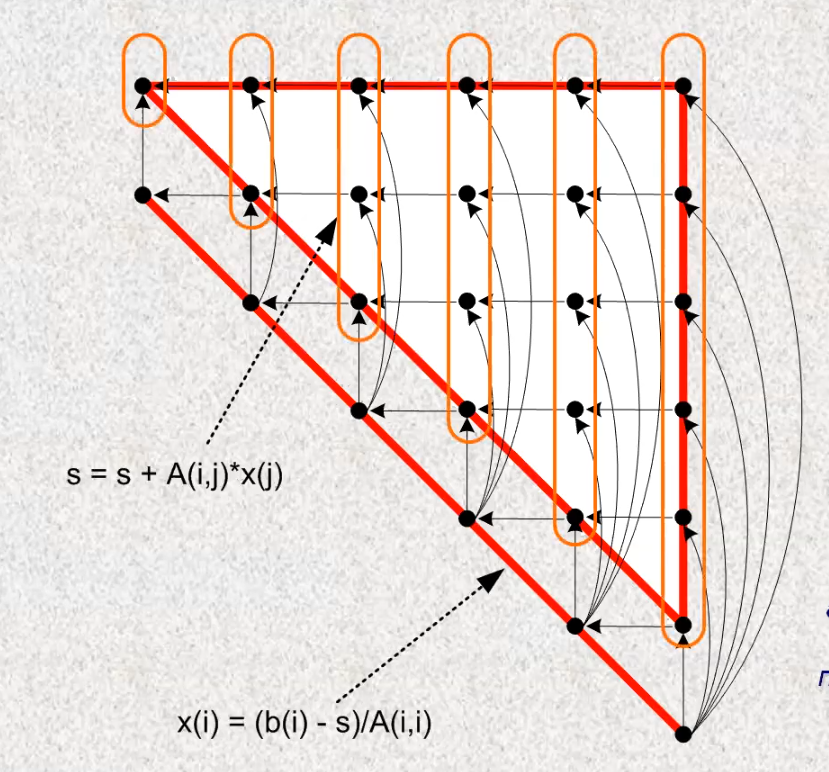 s = s + A(i,j)*x(j)
x(i) = (b(i) - s)/A(i,i)